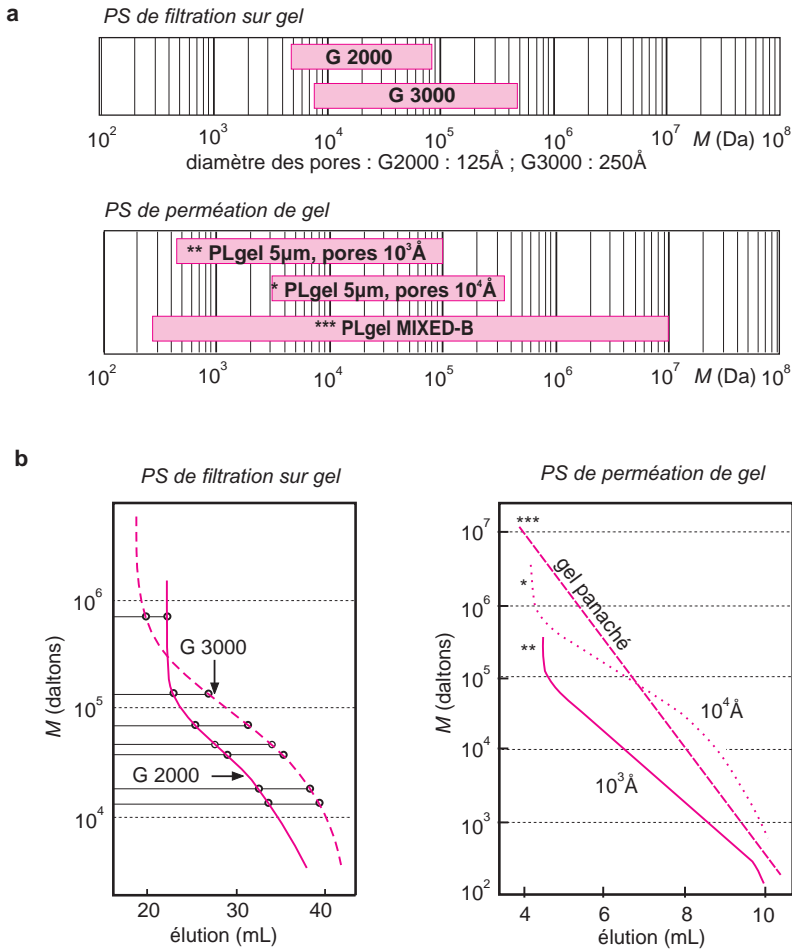 a
PS de filtration sur gel
G 2000
G 3000
10² 10³ 10⁴ 10⁵ 10⁶ 10⁷ M (Da) 10⁸
diamètre des pores : G2000 : 125Å ; G3000 : 250Å
PS de perméation de gel
** PLgel 5µm, pores 10³Å
* PLgel 5µm, pores 10⁴Å
*** PLgel MIXED-B
10² 10³ 10⁴ 10⁵ 10⁶ 10⁷ M (Da) 10⁸
b
PS de filtration sur gel
M (daltons)
10⁶
10⁵
10⁴
G 3000
G 2000
20 30 40
élution (mL)
PS de perméation de gel
M (daltons)
10⁷
10⁶
10⁵
10⁴
10³
10²
***
*
**
gel panaché
10⁴Å
10³Å
4 6 8 10
élution (mL)